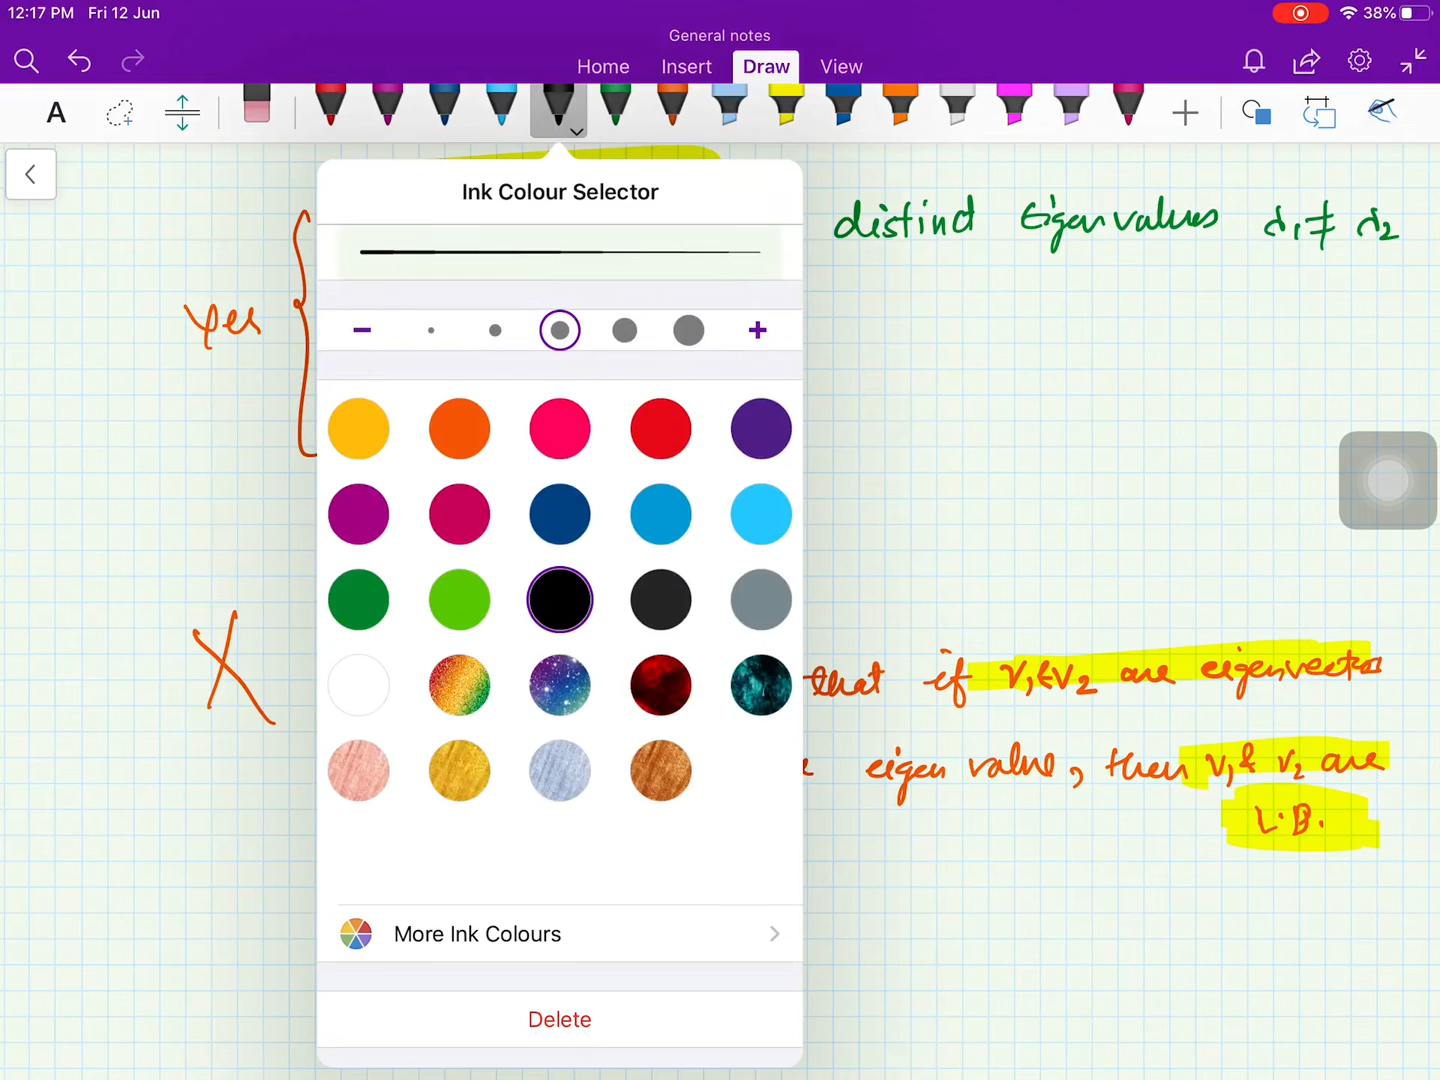 12:17 PM Fri 12 Jun 38%
General notes
Home Insert Draw View
A
Ink Colour Selector
distind Eigenvalues λ1 ≠ λ2
yes
that if v1 & v2 are eigenvectors
eigen value, then v1 & v2 are
L.D.
More Ink Colours
Delete